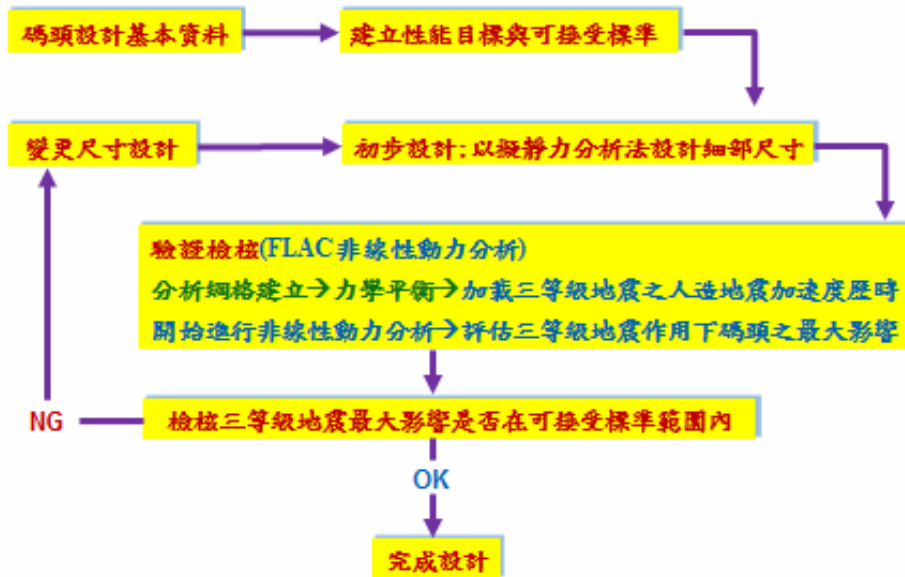 碼頭設計基本資料
建立性能目標與可接受標準
變更尺寸設計
初步設計:以擬靜力分析法設計細部尺寸
驗證檢核(FLAC非線性動力分析)
分析網格建立→力學平衡→加載三等級地震之人造地震加速度歷時
開始進行非線性動力分析→評估三等級地震作用下碼頭之最大影響
NG
檢核三等級地震最大影響是否在可接受標準範圍內
OK
完成設計